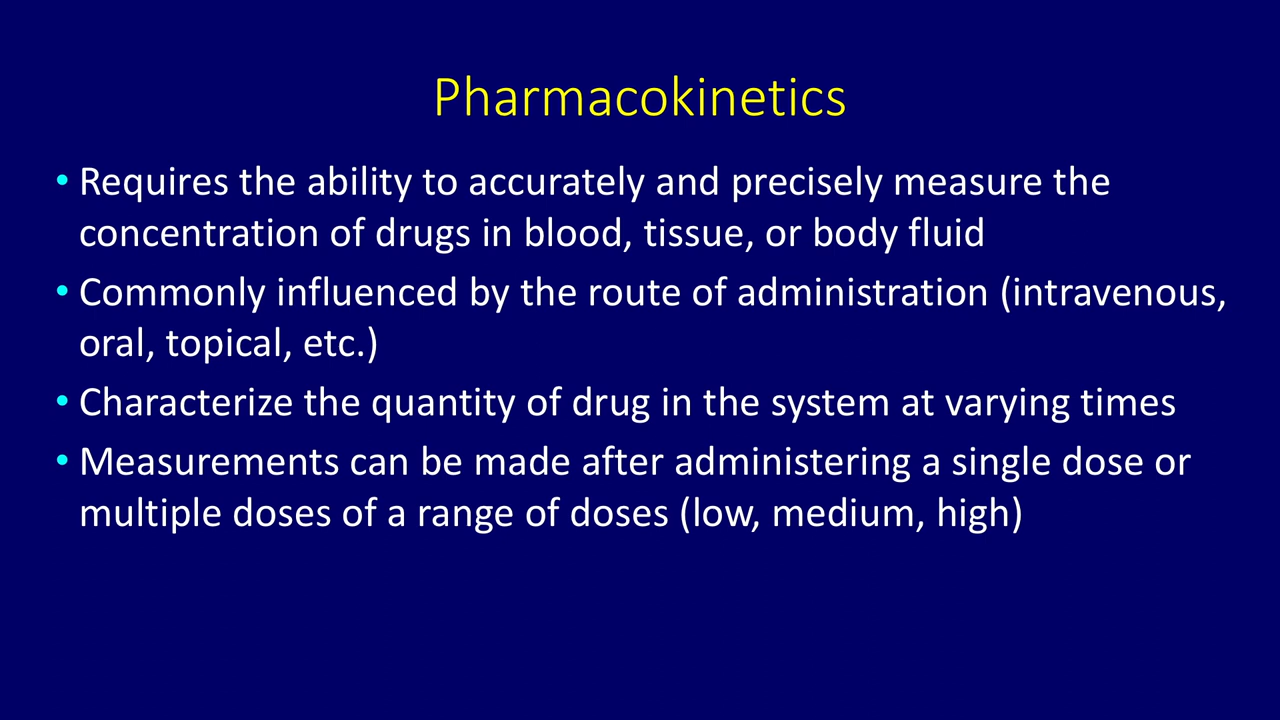 Pharmacokinetics
• Requires the ability to accurately and precisely measure the
concentration of drugs in blood, tissue, or body fluid
• Commonly influenced by the route of administration (intravenous,
oral, topical, etc.)
• Characterize the quantity of drug in the system at varying times
• Measurements can be made after administering a single dose or
multiple doses of a range of doses (low, medium, high)